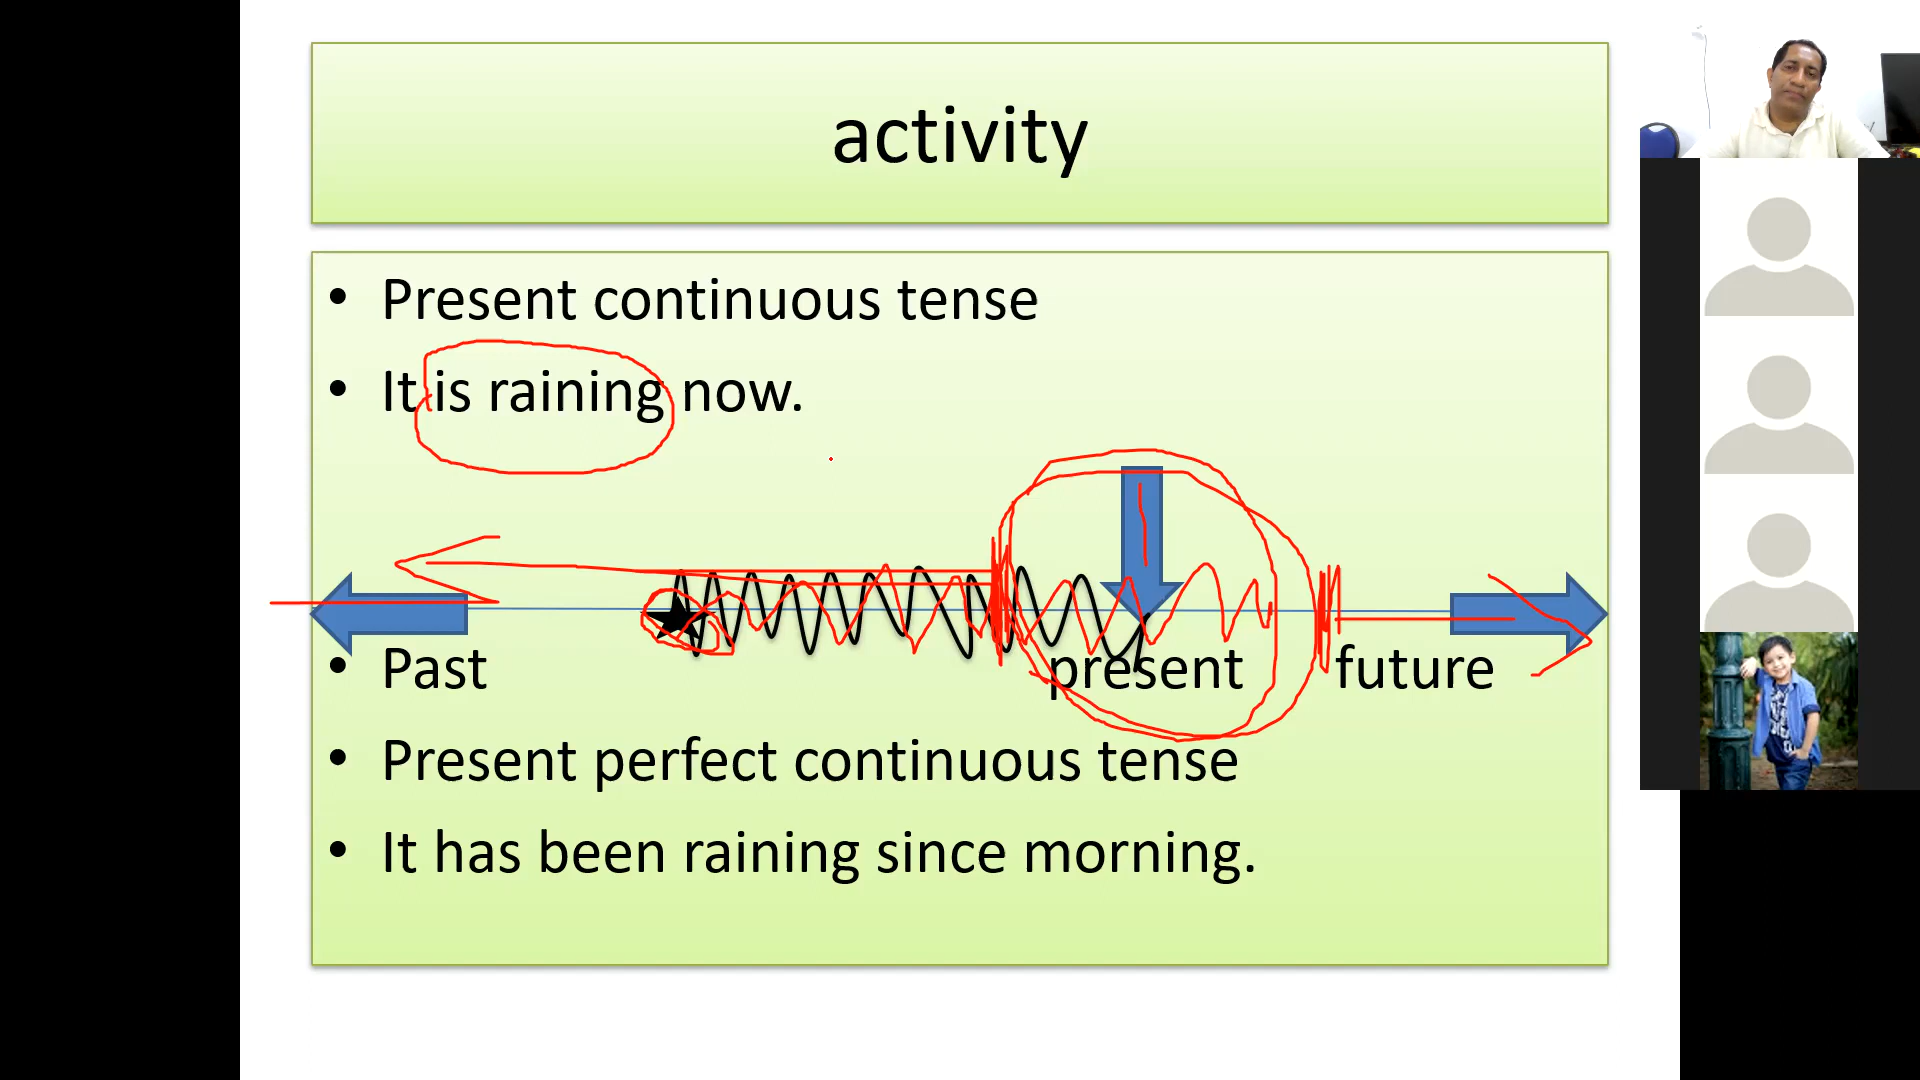 activity
• Present continuous tense
• It is raining now.
• Past present future
• Present perfect continuous tense
• It has been raining since morning.